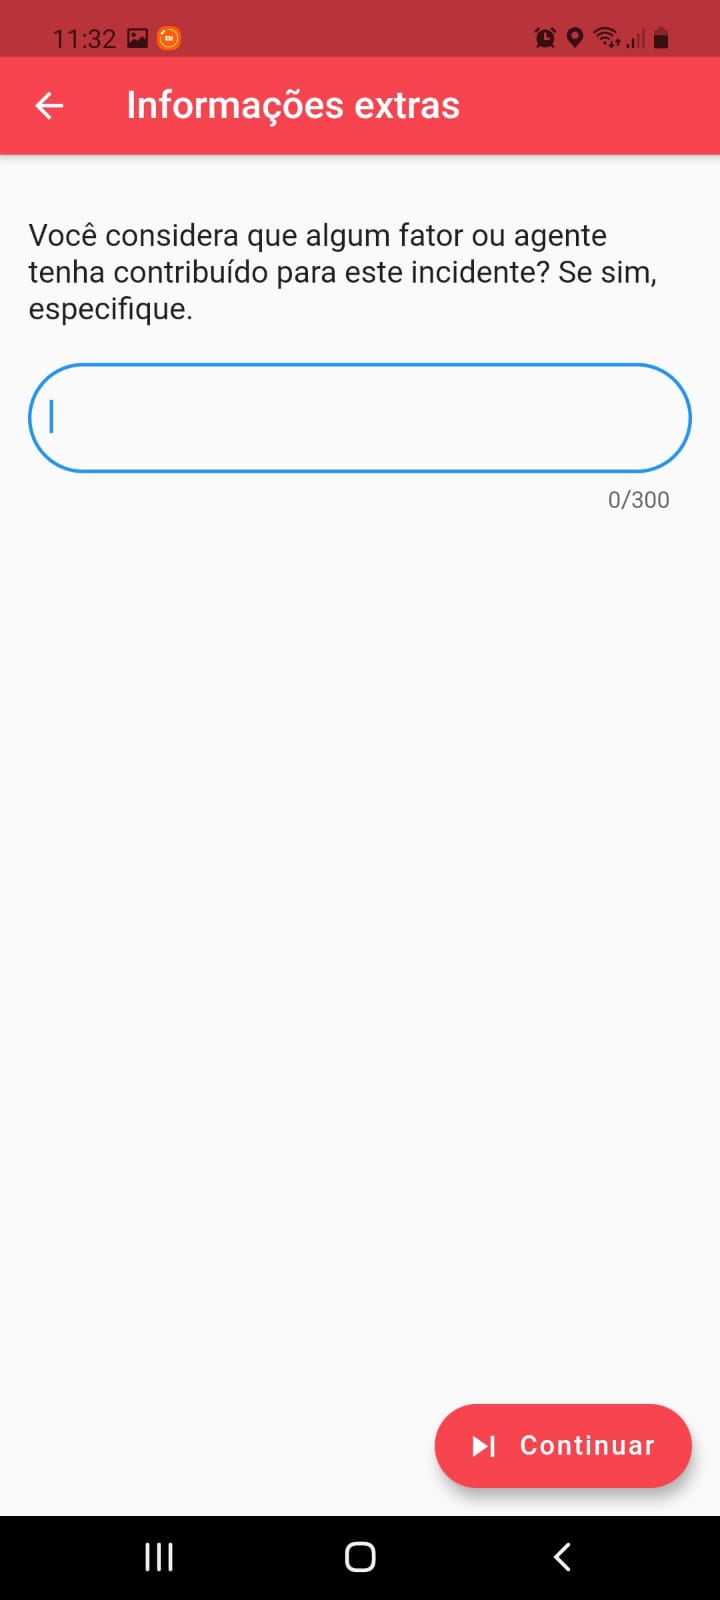 11:32
Informações extras
Você considera que algum fator ou agente
tenha contribuído para este incidente? Se sim,
especifique.
0/300
Continuar